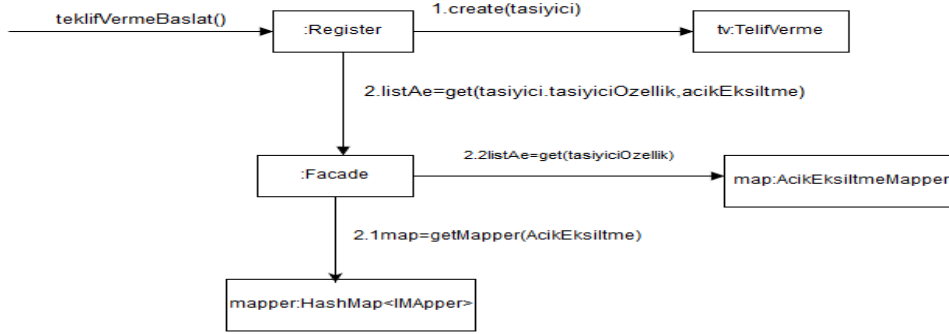 teklifVermeBaslat()
1.create(tasiyici)
:Register
tv:TelifVerme
2.listAe=get(tasiyici.tasiyiciOzellik,acikEksiltme)
:Facade
2.2listAe=get(tasiyiciOzellik)
map:AcikEksiltmeMapper
2.1map=getMapper(AcikEksiltme)
mapper:HashMap<IMApper>